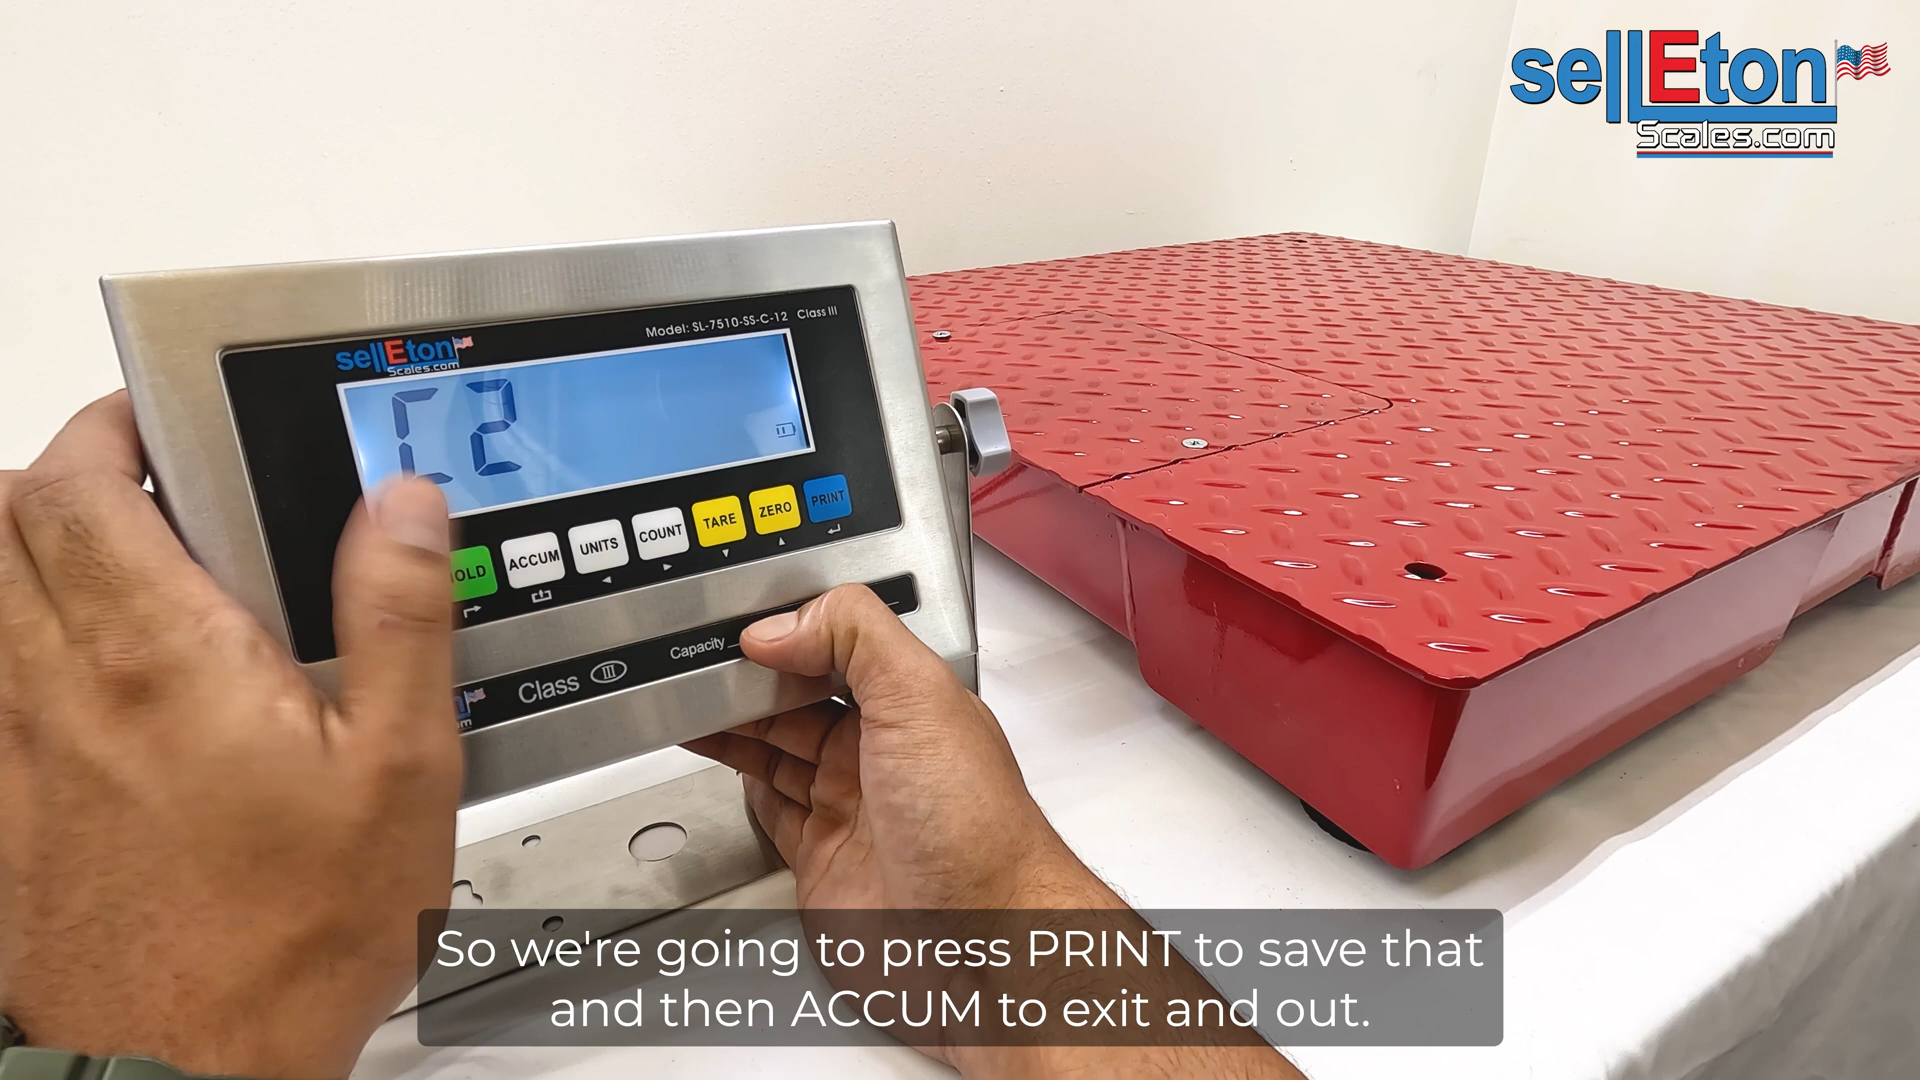 sellEton
Scales.com
Model: SL-7510-SS-C-12 Class III
sellEton
Scales.com
C2
OLD ACCUM UNITS COUNT TARE ZERO PRINT
Class III Capacity
So we're going to press PRINT to save that
and then ACCUM to exit and out.